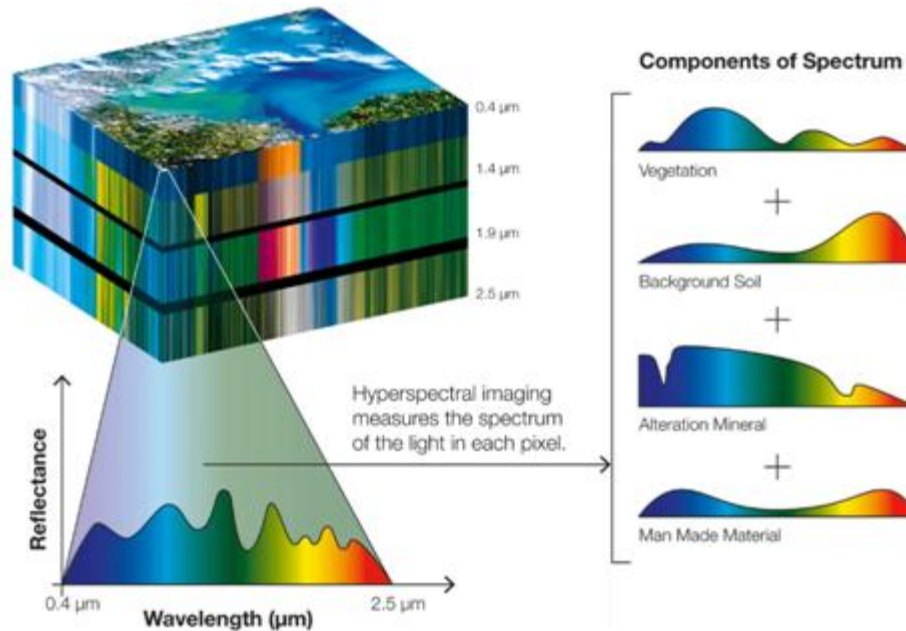 Components of Spectrum
0.4 μm
1.4 μm
1.9 μm
2.5 μm
Vegetation
+
Background Soil
+
Alteration Mineral
+
Man Made Material
Hyperspectral imaging
measures the spectrum
of the light in each pixel.
Reflectance
0.4 μm
2.5 μm
Wavelength (μm)